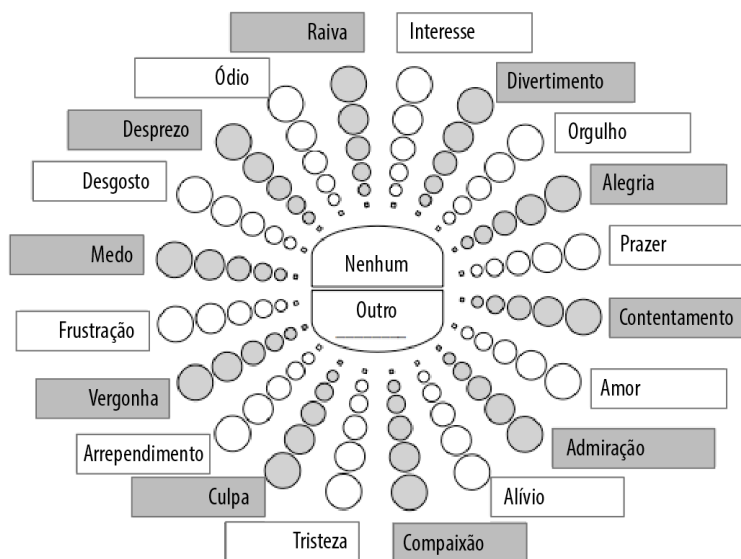 Raiva
Interesse
Ódio
Divertimento
Desprezo
Orgulho
Desgosto
Alegria
Medo
Prazer
Nenhum
Outro
Frustração
Contentamento
Vergonha
Amor
Arrependimento
Admiração
Culpa
Alívio
Tristeza
Compaixão